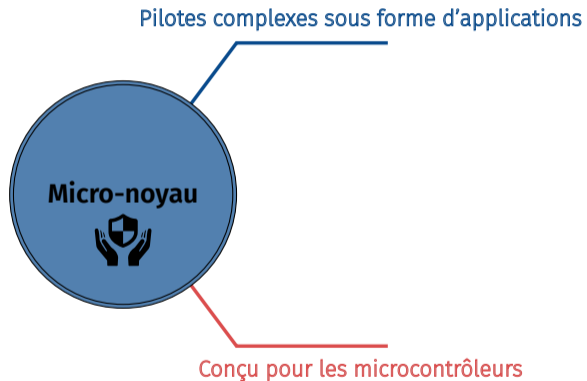 Pilotes complexes sous forme d’applications
Micro-noyau
Conçu pour les microcontrôleurs